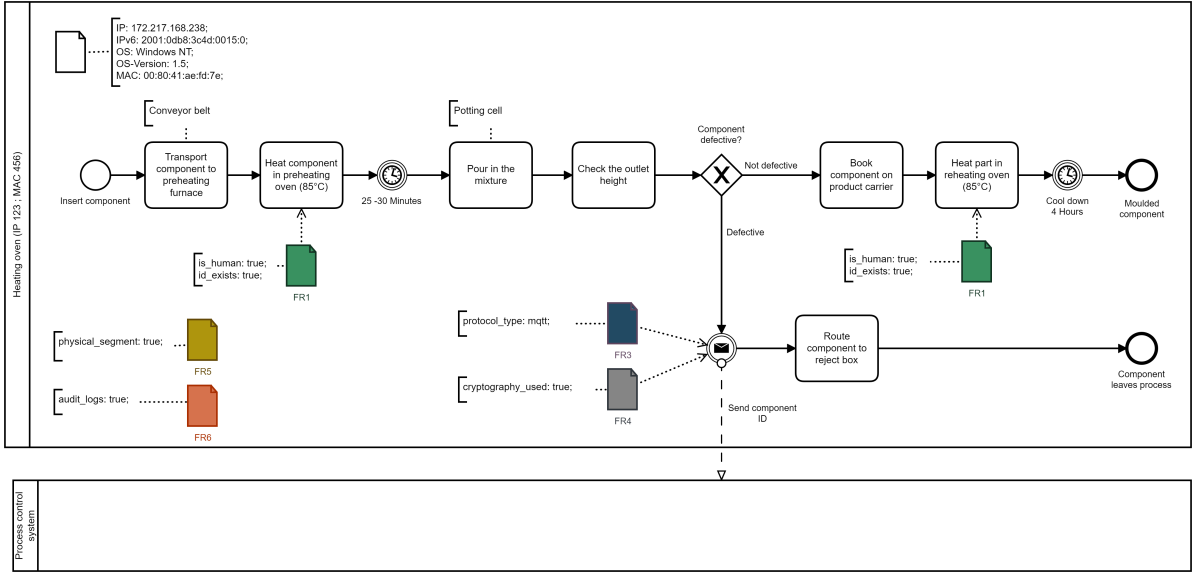 IP: 172.217.168.238;
IPv6: 2001:0db8:3c4d:0015:0;
OS: Windows NT;
OS-Version: 1.5;
MAC: 00:80:41:ae:fd:7e;
Heating oven (IP 123 ; MAC 456)
Conveyor belt
Potting cell
Insert component
Transport
component to
preheating
furnace
Heat component
in preheating
oven (85°C)
25 -30 Minutes
Pour in the
mixture
Check the outlet
height
Component
defective?
Not defective
Defective
Book
component on
product carrier
Heat part in
reheating oven
(85°C)
Cool down
4 Hours
Moulded
component
is_human: true;
id_exists: true;
FR1
is_human: true;
id_exists: true;
FR1
physical_segment: true;
FR5
audit_logs: true;
FR6
protocol_type: mqtt;
FR3
cryptography_used: true;
FR4
Route
component to
reject box
Component
leaves process
Send component
ID
Process control
system